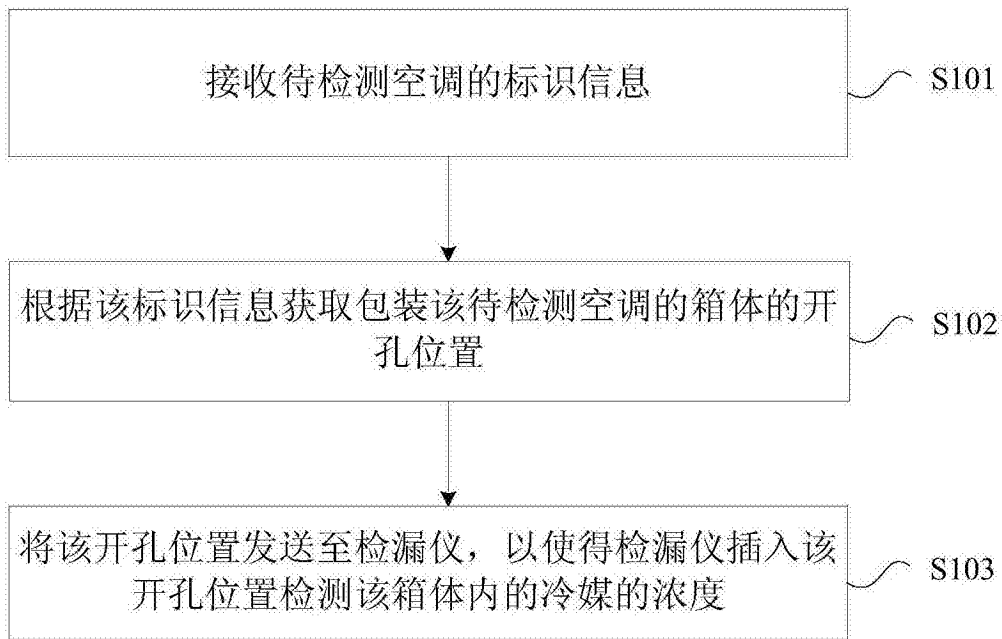 接收待检测空调的标识信息
S101
根据该标识信息获取包装该待检测空调的箱体的开
孔位置
S102
将该开孔位置发送至检漏仪，以使得检漏仪插入该
开孔位置检测该箱体内的冷媒的浓度
S103